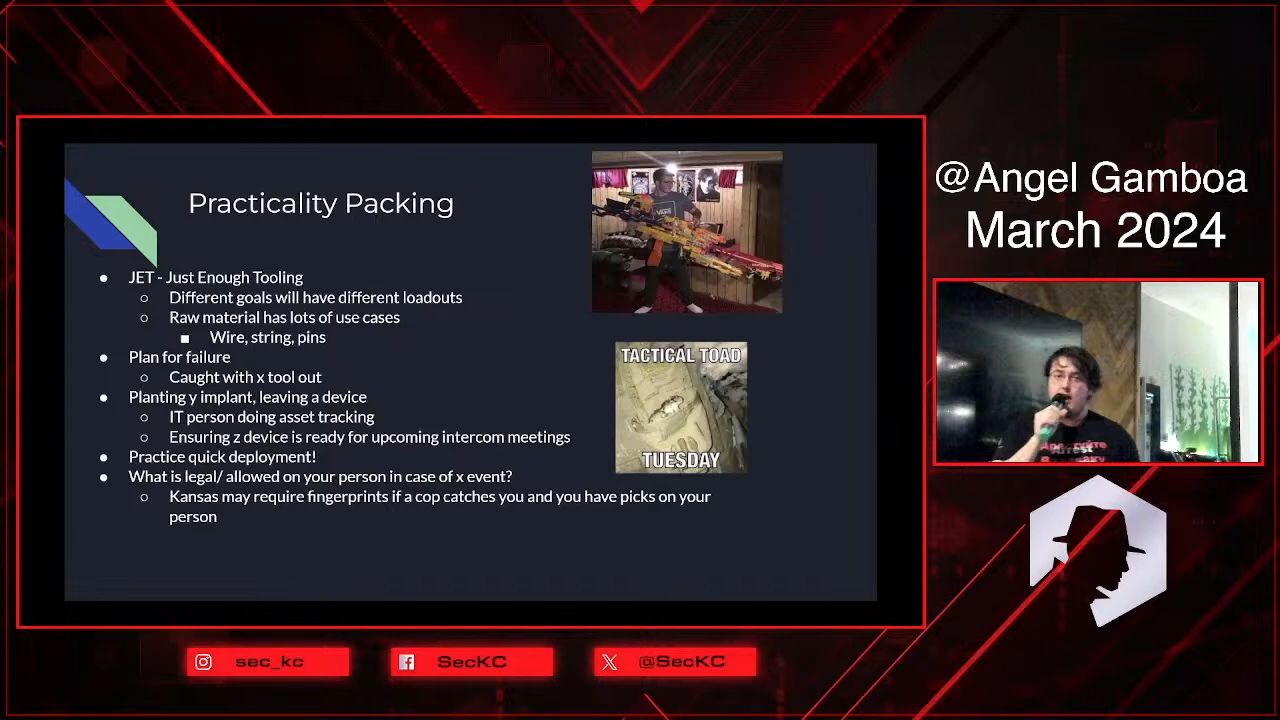 Practicality Packing
JET - Just Enough Tooling
Different goals will have different loadouts
Raw material has lots of use cases
Wire, string, pins
Plan for failure
Caught with x tool out
Planting y implant, leaving a device
IT person doing asset tracking
Ensuring z device is ready for upcoming intercom meetings
Practice quick deployment!
What is legal/ allowed on your person in case of x event?
Kansas may require fingerprints if a cop catches you and you have picks on your
person
TACTICAL TOAD
TUESDAY
@Angel Gamboa
March 2024
sec_kc
SecKC
@SecKC